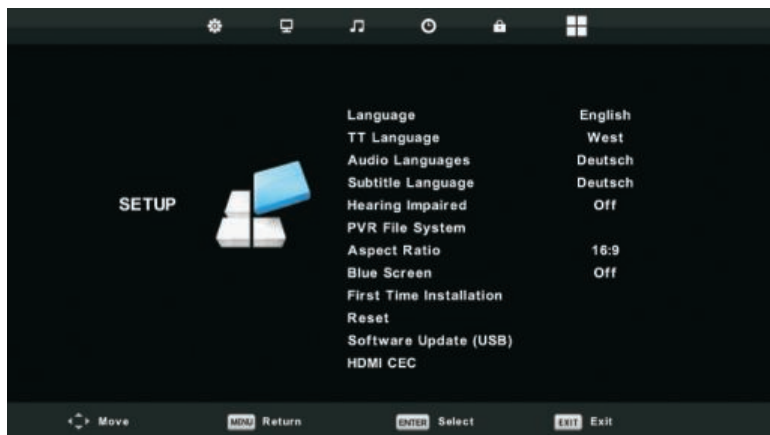 Language English
TT Language West
Audio Languages Deutsch
Subtitle Language Deutsch
SETUP
Hearing Impaired Off
PVR File System
Aspect Ratio 16:9
Blue Screen Off
First Time Installation
Reset
Software Update (USB)
HDMI CEC
Move MENU Return ENTER Select EXIT Exit